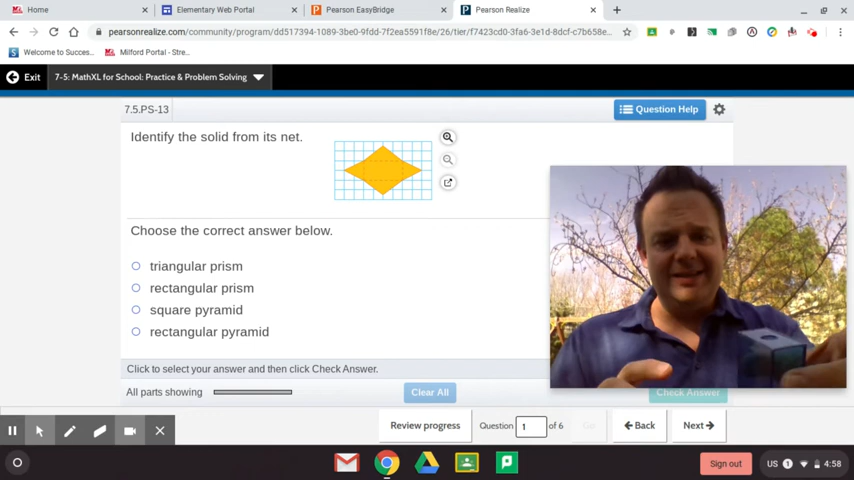 Home
Elementary Web Portal
Pearson EasyBridge
Pearson Realize
pearsonrealize.com/community/program/dd517394-1089-3be0-9fdd-7f2ea5591f8e/26/tier/f7423cd0-3fa6-3e1d-8dcf-c7b658e...
Welcome to Succes...
Milford Portal - Stre...
Exit
7-5: MathXL for School: Practice & Problem Solving
7.5.PS-13
Question Help
Identify the solid from its net.
Choose the correct answer below.
triangular prism
rectangular prism
square pyramid
rectangular pyramid
Click to select your answer and then click Check Answer.
All parts showing
Clear All
Check Answer
Review progress
Question 1 of 6
Go
Back
Next
Sign out
US 1 4:58